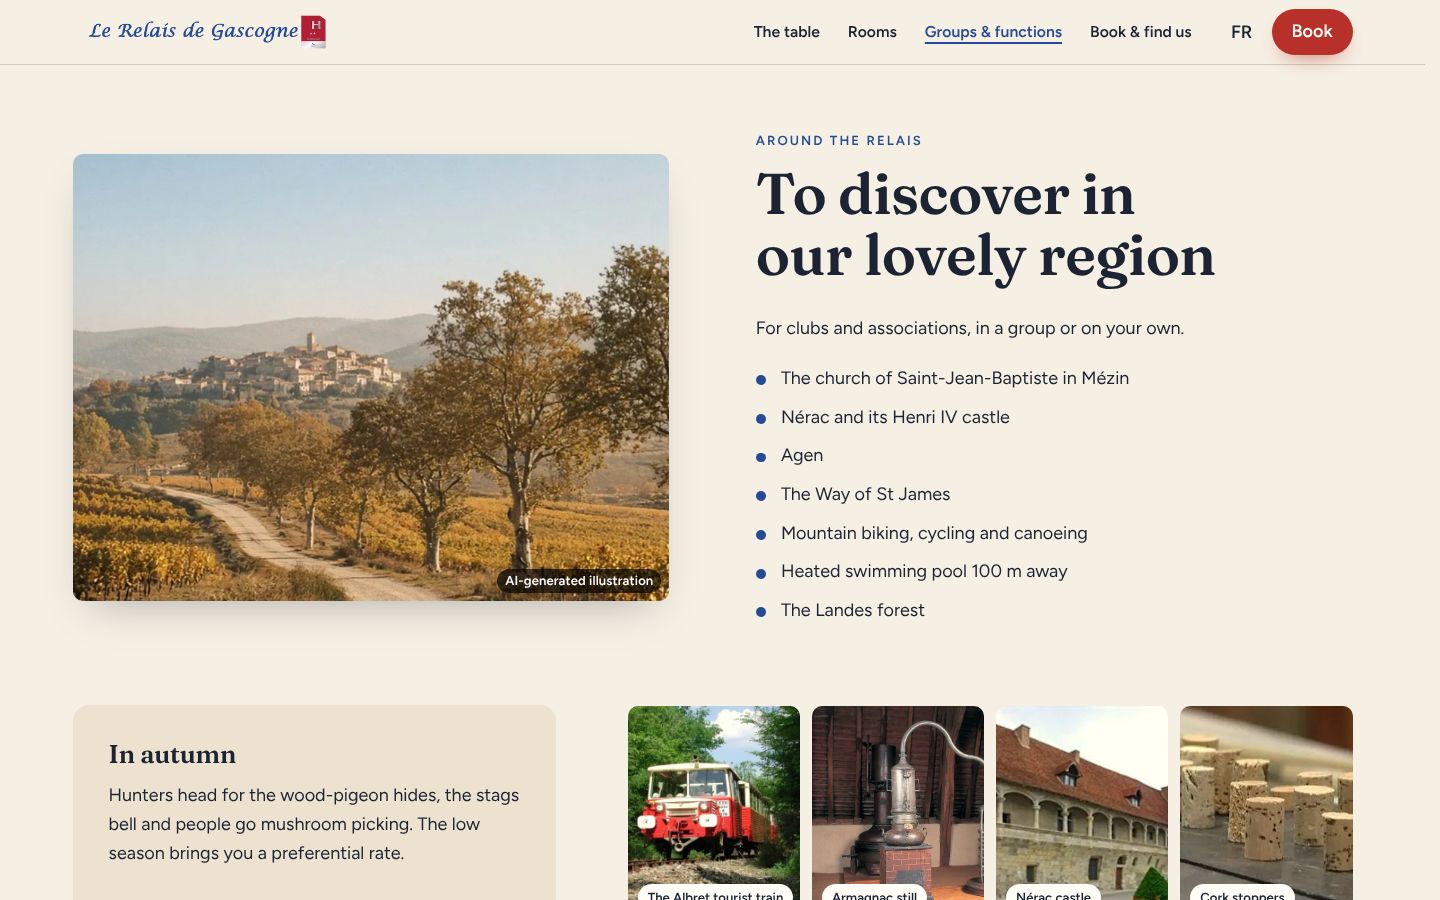 Le Relais de Gascogne
H
The table
Rooms
Groups & functions
Book & find us
FR
Book
AROUND THE RELAIS
To discover in
our lovely region
For clubs and associations, in a group or on your own.
The church of Saint-Jean-Baptiste in Mézin
Nérac and its Henri IV castle
Agen
The Way of St James
Mountain biking, cycling and canoeing
Heated swimming pool 100 m away
The Landes forest
AI-generated illustration
In autumn
Hunters head for the wood-pigeon hides, the stags
bell and people go mushroom picking. The low
season brings you a preferential rate.
The Albret tourist train
Armagnac still
Nérac castle
Cork stoppers